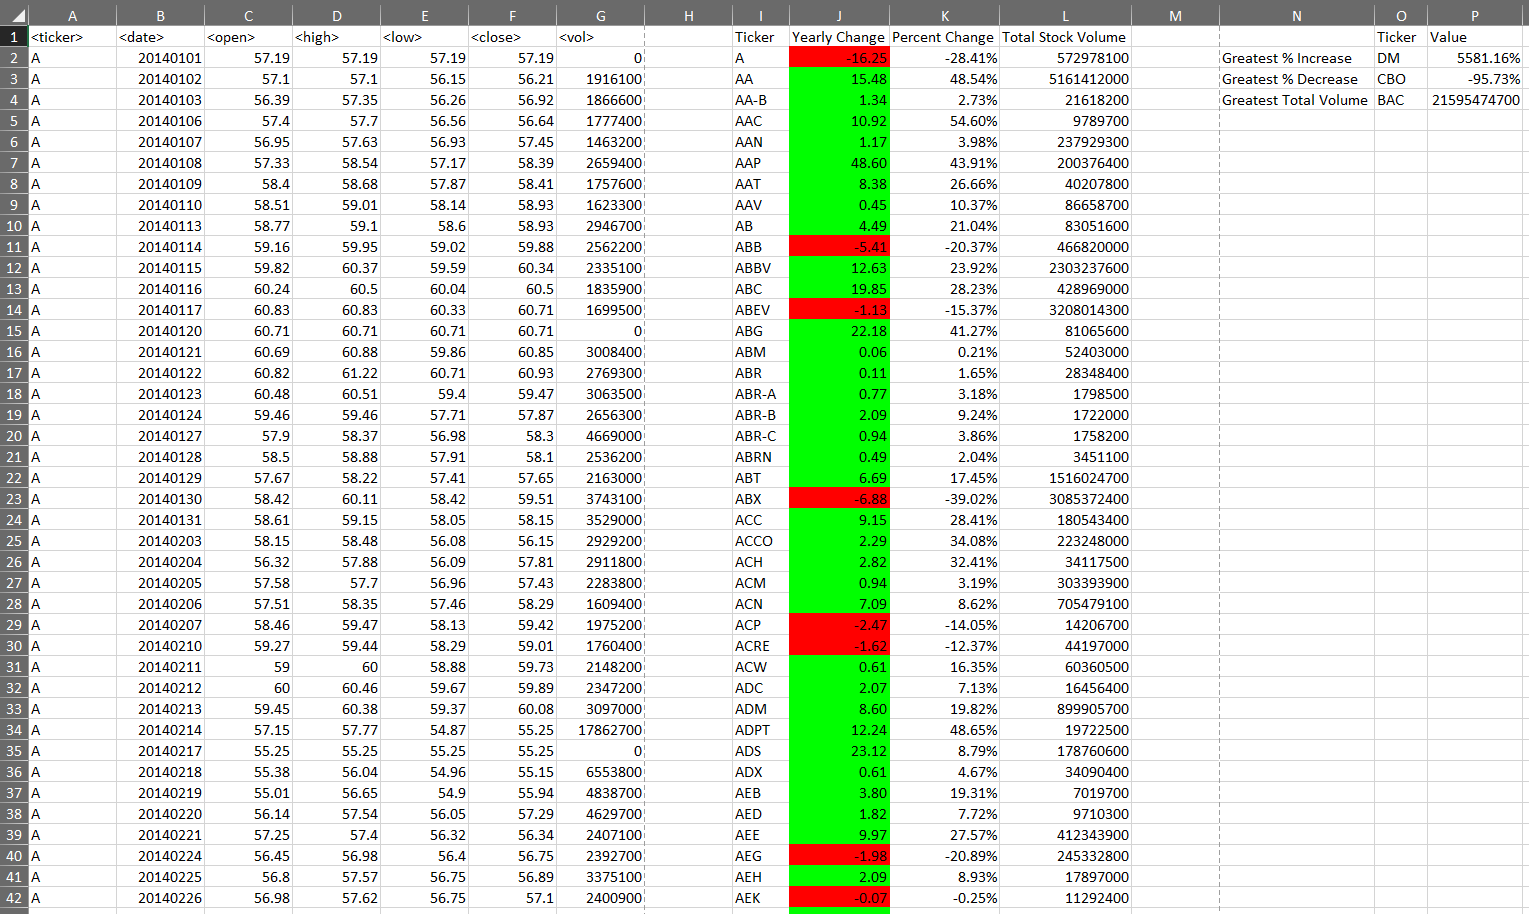 A B C D E F G H I J K L M N O P
1 <ticker> <date> <open> <high> <low> <close> <vol> Ticker Yearly Change Percent Change Total Stock Volume Ticker Value
2 A 20140101 57.19 57.19 57.19 57.19 0 A -16.25 -28.41% 572978100 Greatest % Increase DM 5581.16%
3 A 20140102 57.1 57.1 56.15 56.21 1916100 AA 15.48 48.54% 5161412000 Greatest % Decrease CBO -95.73%
4 A 20140103 56.39 57.35 56.26 56.92 1866600 AA-B 1.34 2.73% 21618200 Greatest Total Volume BAC 21595474700
5 A 20140106 57.4 57.7 56.56 56.64 1777400 AAC 10.92 54.60% 9789700
6 A 20140107 56.95 57.63 56.93 57.45 1463200 AAN 1.17 3.98% 237929300
7 A 20140108 57.33 58.54 57.17 58.39 2659400 AAP 48.60 43.91% 200376400
8 A 20140109 58.4 58.68 57.87 58.41 1757600 AAT 8.38 26.66% 40207800
9 A 20140110 58.51 59.01 58.14 58.93 1623300 AAV 0.45 10.37% 86658700
10 A 20140113 58.77 59.1 58.6 58.93 2946700 AB 4.49 21.04% 83051600
11 A 20140114 59.16 59.95 59.02 59.88 2562200 ABB -5.41 -20.37% 466820000
12 A 20140115 59.82 60.37 59.59 60.34 2335100 ABBV 12.63 23.92% 2303237600
13 A 20140116 60.24 60.5 60.04 60.5 1835900 ABC 19.85 28.23% 428969000
14 A 20140117 60.83 60.83 60.33 60.71 1699500 ABEV -1.13 -15.37% 3208014300
15 A 20140120 60.71 60.71 60.71 60.71 0 ABG 22.18 41.27% 81065600
16 A 20140121 60.69 60.88 59.86 60.85 3008400 ABM 0.06 0.21% 52403000
17 A 20140122 60.82 61.22 60.71 60.93 2769300 ABR 0.11 1.65% 28348400
18 A 20140123 60.48 60.51 59.4 59.47 3063500 ABR-A 0.77 3.18% 1798500
19 A 20140124 59.46 59.46 57.71 57.87 2656300 ABR-B 2.09 9.24% 1722000
20 A 20140127 57.9 58.37 56.98 58.3 4669000 ABR-C 0.94 3.86% 1758200
21 A 20140128 58.5 58.88 57.91 58.1 2536200 ABRN 0.49 2.04% 3451100
22 A 20140129 57.67 58.22 57.41 57.65 2163000 ABT 6.69 17.45% 1516024700
23 A 20140130 58.42 60.11 58.42 59.51 3743100 ABX -6.88 -39.02% 3085372400
24 A 20140131 58.61 59.15 58.05 58.15 3529000 ACC 9.15 28.41% 180543400
25 A 20140203 58.15 58.48 56.08 56.15 2929200 ACCO 2.29 34.08% 223248000
26 A 20140204 56.32 57.88 56.09 57.81 2911800 ACH 2.82 32.41% 34117500
27 A 20140205 57.58 57.7 56.96 57.43 2283800 ACM 0.94 3.19% 303393900
28 A 20140206 57.51 58.35 57.46 58.29 1609400 ACN 7.09 8.62% 705479100
29 A 20140207 58.46 59.47 58.13 59.42 1975200 ACP -2.47 -14.05% 14206700
30 A 20140210 59.27 59.44 58.29 59.01 1760400 ACRE -1.62 -12.37% 44197000
31 A 20140211 59 60 58.88 59.73 2148200 ACW 0.61 16.35% 60360500
32 A 20140212 60 60.46 59.67 59.89 2347200 ADC 2.07 7.13% 16456400
33 A 20140213 59.45 60.38 59.37 60.08 3097000 ADM 8.60 19.82% 899905700
34 A 20140214 57.15 57.77 54.87 55.25 17862700 ADPT 12.24 48.65% 19722500
35 A 20140217 55.25 55.25 55.25 55.25 0 ADS 23.12 8.79% 178760600
36 A 20140218 55.38 56.04 54.96 55.15 6553800 ADX 0.61 4.67% 34090400
37 A 20140219 55.01 56.65 54.9 55.94 4838700 AEB 3.80 19.31% 7019700
38 A 20140220 56.14 57.54 56.05 57.29 4629700 AED 1.82 7.72% 9710300
39 A 20140221 57.25 57.4 56.32 56.34 2407100 AEE 9.97 27.57% 412343900
40 A 20140224 56.45 56.98 56.4 56.75 2392700 AEG -1.98 -20.89% 245332800
41 A 20140225 56.8 57.57 56.75 56.89 3375100 AEH 2.09 8.93% 17897000
42 A 20140226 56.98 57.62 56.75 57.1 2400900 AEK -0.07 -0.25% 11292400